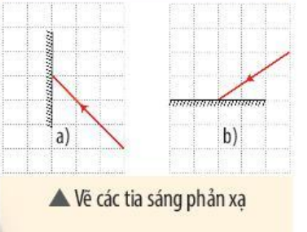 a)
b)
▲ Vẽ các tia sáng phản xạ